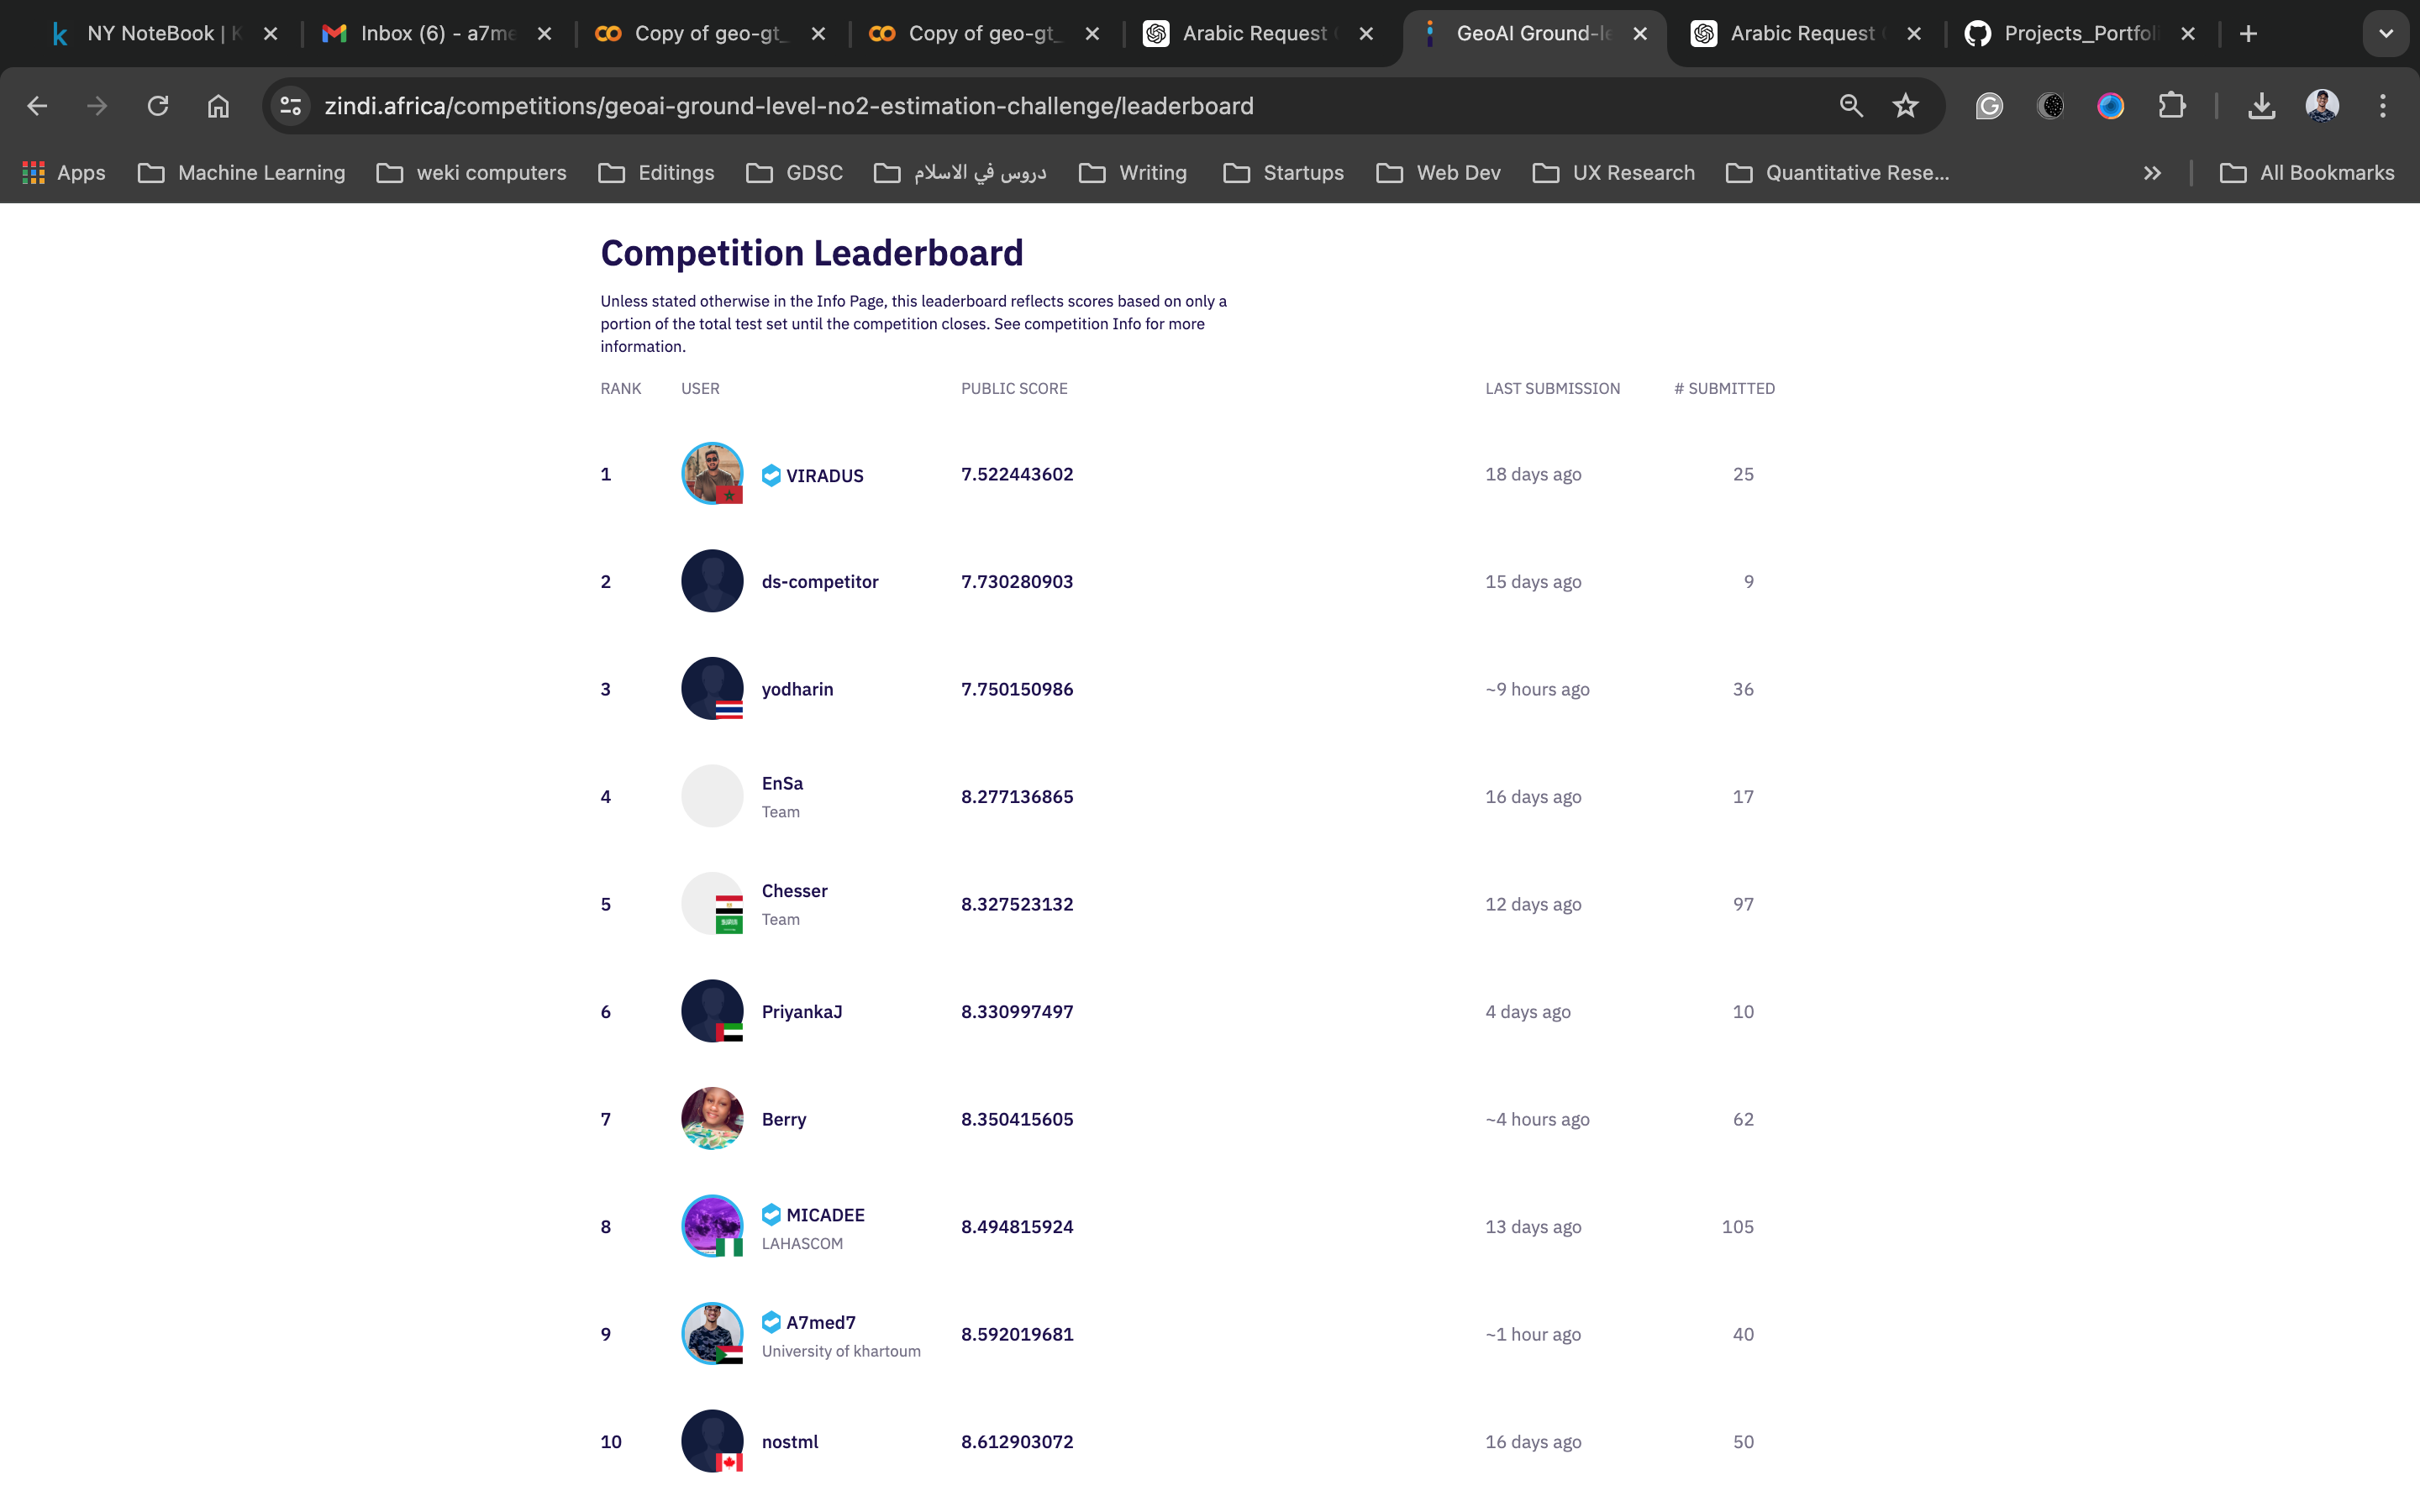 NY NoteBook | K
Inbox (6) - a7me
Copy of geo-gt_
Copy of geo-gt_
Arabic Request
GeoAI Ground-le
Arabic Request
Projects_Portfoli
zindi.africa/competitions/geoai-ground-level-no2-estimation-challenge/leaderboard
Apps
Machine Learning
weki computers
Editings
GDSC
دروس في الاسلام
Writing
Startups
Web Dev
UX Research
Quantitative Rese...
All Bookmarks
Competition Leaderboard
Unless stated otherwise in the Info Page, this leaderboard reflects scores based on only a
portion of the total test set until the competition closes. See competition Info for more
information.
RANK USER PUBLIC SCORE LAST SUBMISSION # SUBMITTED
1 VIRADUS 7.522443602 18 days ago 25
2 ds-competitor 7.730280903 15 days ago 9
3 yodharin 7.750150986 ~9 hours ago 36
4 EnSa 8.277136865 16 days ago 17
Team
5 Chesser 8.327523132 12 days ago 97
Team
6 PriyankaJ 8.330997497 4 days ago 10
7 Berry 8.350415605 ~4 hours ago 62
8 MICADEE 8.494815924 13 days ago 105
LAHASCOM
9 A7med7 8.592019681 ~1 hour ago 40
University of khartoum
10 nostml 8.612903072 16 days ago 50